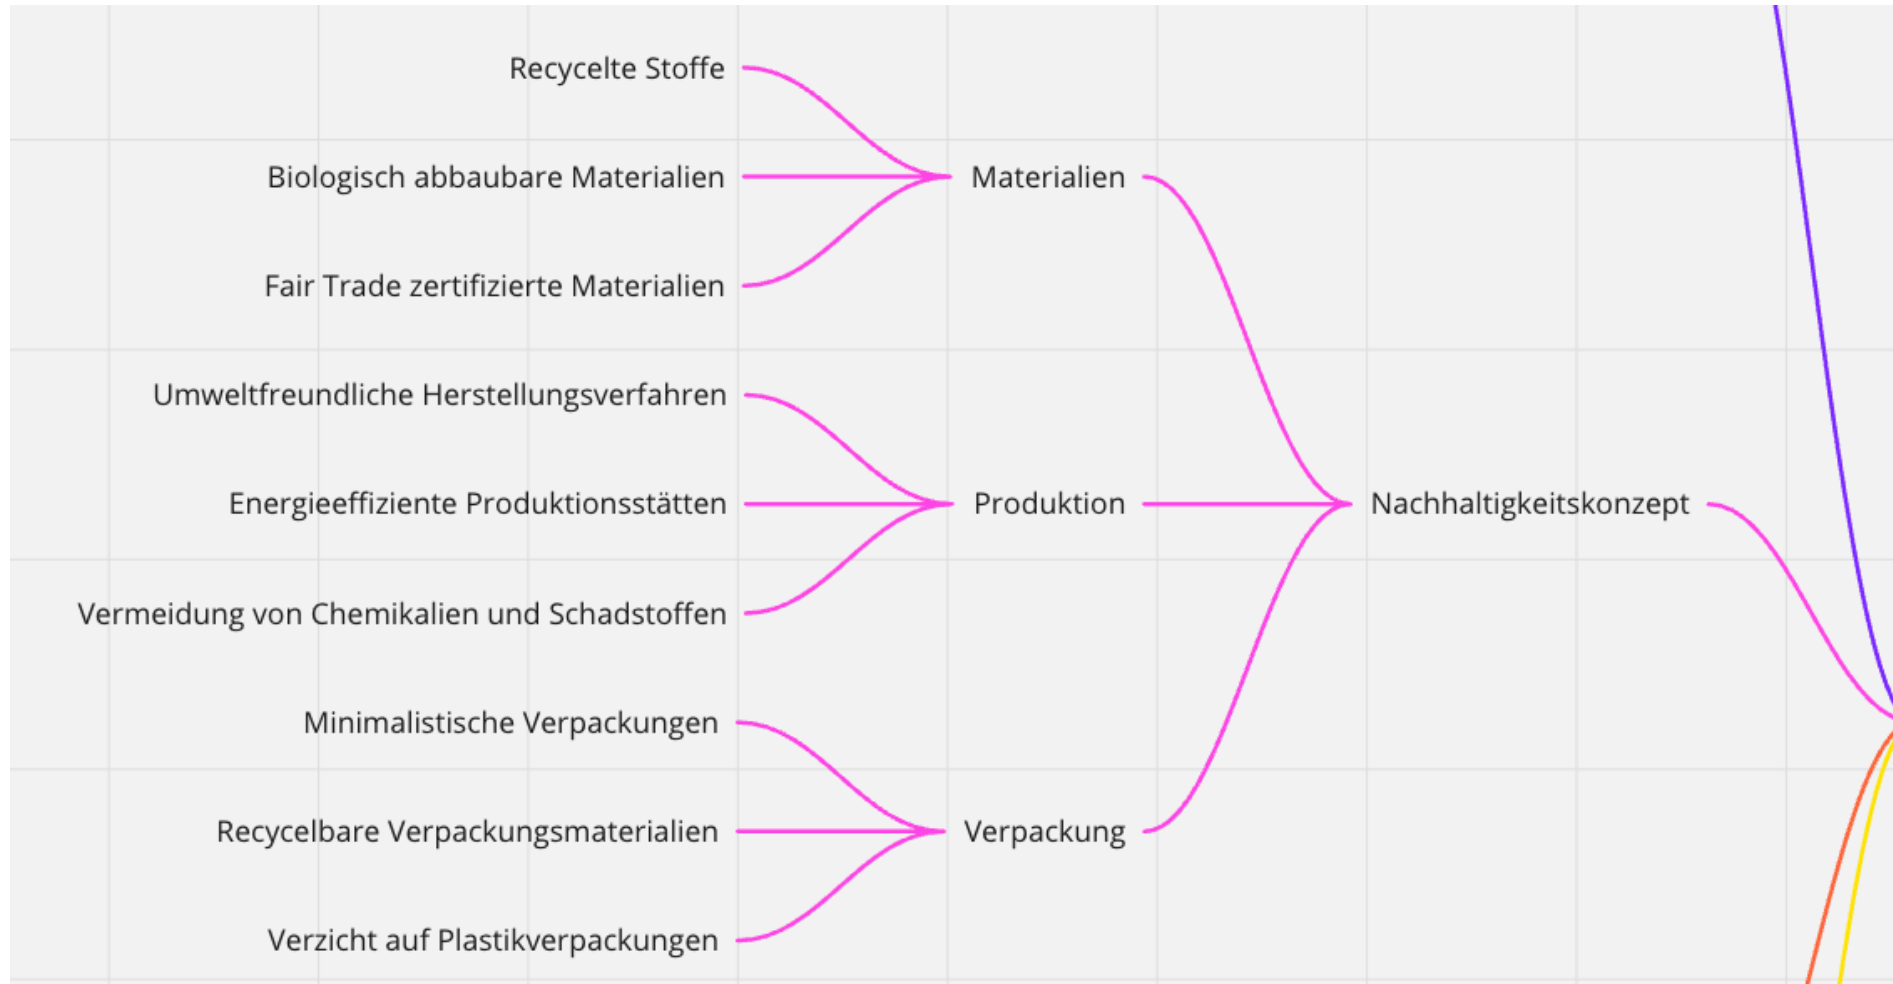 Recycelte Stoffe
Biologisch abbaubare Materialien
Materialien
Fair Trade zertifizierte Materialien
Umweltfreundliche Herstellungsverfahren
Energieeffiziente Produktionsstätten
Produktion
Nachhaltigkeitskonzept
Vermeidung von Chemikalien und Schadstoffen
Minimalistische Verpackungen
Recycelbare Verpackungsmaterialien
Verpackung
Verzicht auf Plastikverpackungen